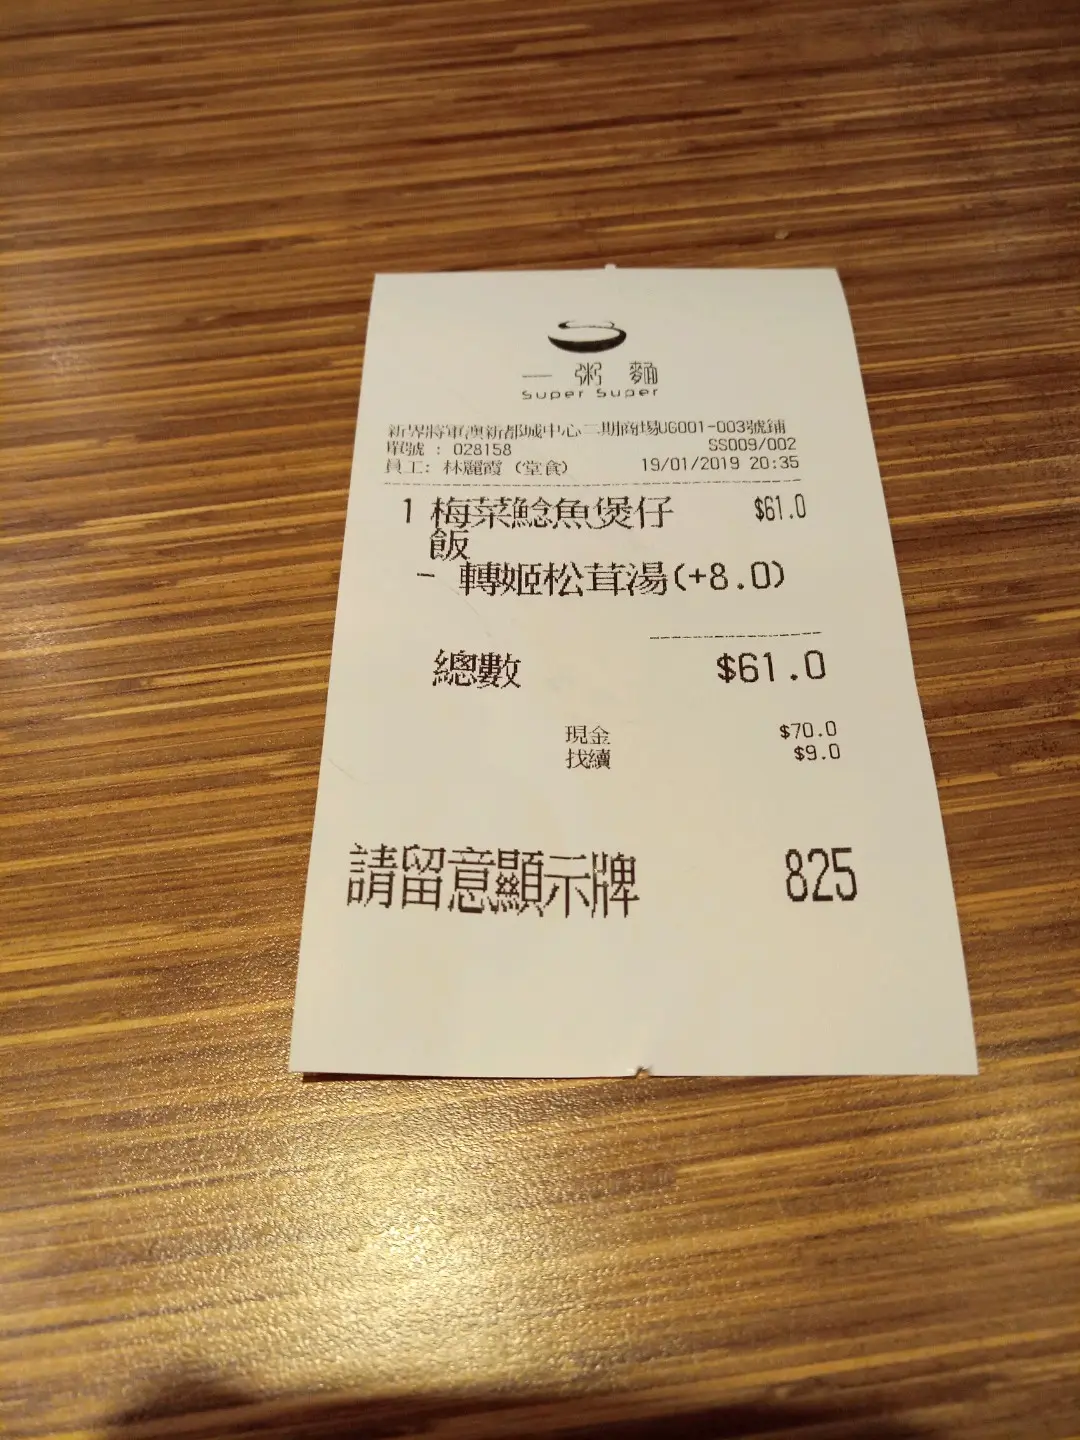 一粥麵
Super Super
新界將軍澳新都城中心二期商場UG001-003號鋪
單號 : 028158 SS009/002
員工: 林麗霞 (堂食) 19/01/2019 20:35
1 梅菜鯰魚煲仔 $61.0
飯
- 轉姬松茸湯(+8.0)
總數 $61.0
現金 $70.0
找續 $9.0
請留意顯示牌 825